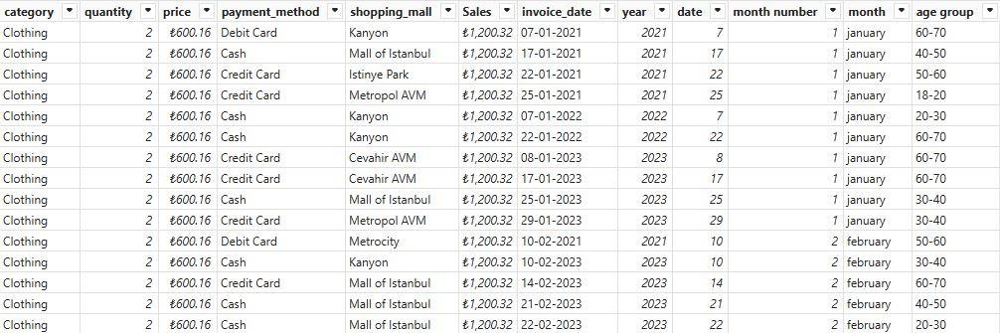 category quantity price payment_method shopping_mall Sales invoice_date year date month number month age group
Clothing 2 ₺600.16 Debit Card Kanyon ₺1,200.32 07-01-2021 2021 7 1 january 60-70
Clothing 2 ₺600.16 Cash Mall of Istanbul ₺1,200.32 17-01-2021 2021 17 1 january 40-50
Clothing 2 ₺600.16 Credit Card Istinye Park ₺1,200.32 22-01-2021 2021 22 1 january 50-60
Clothing 2 ₺600.16 Credit Card Metropol AVM ₺1,200.32 25-01-2021 2021 25 1 january 18-20
Clothing 2 ₺600.16 Cash Kanyon ₺1,200.32 07-01-2022 2022 7 1 january 20-30
Clothing 2 ₺600.16 Cash Kanyon ₺1,200.32 22-01-2022 2022 22 1 january 60-70
Clothing 2 ₺600.16 Credit Card Cevahir AVM ₺1,200.32 08-01-2023 2023 8 1 january 60-70
Clothing 2 ₺600.16 Credit Card Cevahir AVM ₺1,200.32 17-01-2023 2023 17 1 january 60-70
Clothing 2 ₺600.16 Cash Mall of Istanbul ₺1,200.32 25-01-2023 2023 25 1 january 30-40
Clothing 2 ₺600.16 Credit Card Metropol AVM ₺1,200.32 29-01-2023 2023 29 1 january 30-40
Clothing 2 ₺600.16 Debit Card Metrocity ₺1,200.32 10-02-2021 2021 10 2 february 50-60
Clothing 2 ₺600.16 Cash Kanyon ₺1,200.32 10-02-2023 2023 10 2 february 30-40
Clothing 2 ₺600.16 Credit Card Mall of Istanbul ₺1,200.32 14-02-2023 2023 14 2 february 60-70
Clothing 2 ₺600.16 Cash Mall of Istanbul ₺1,200.32 21-02-2023 2023 21 2 february 40-50
Clothing 2 ₺600.16 Cash Mall of Istanbul ₺1,200.32 22-02-2023 2023 22 2 february 20-30